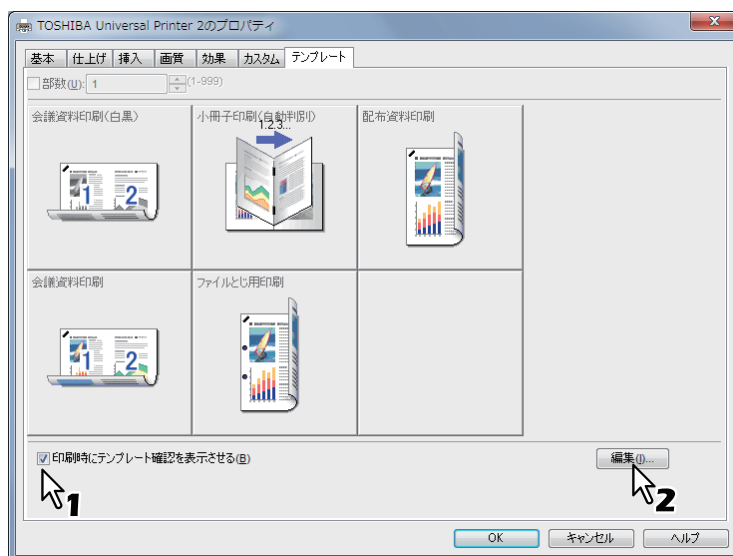 TOSHIBA Universal Printer 2のプロパティ
基本 仕上げ 挿入 画質 効果 カスタム テンプレート
部数(U): 1 (1-999)
会議資料印刷(白黒) 小冊子印刷(自動判別) 配布資料印刷
1.2.3...
1 2
会議資料印刷 ファイルとじ用印刷
1 2
印刷時にテンプレート確認を表示させる(B) 編集(I)...
1 2
OK キャンセル ヘルプ